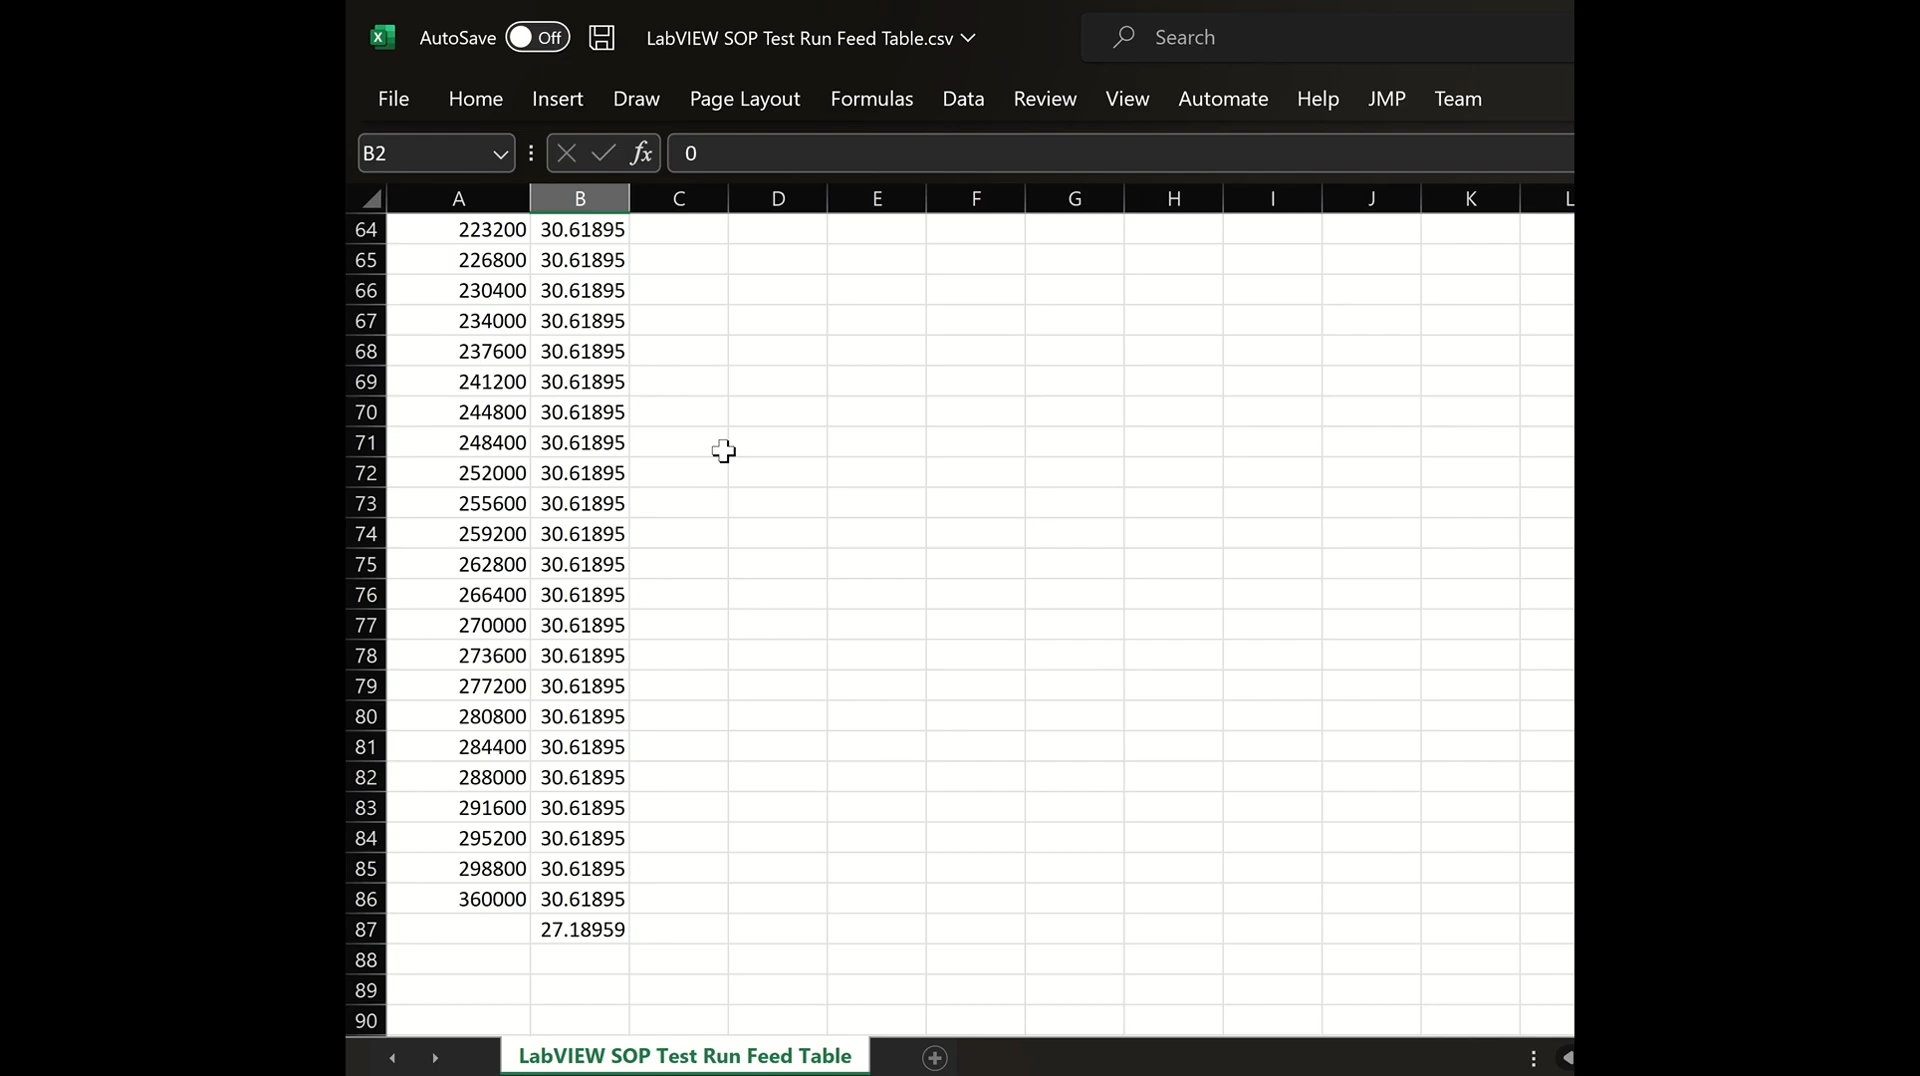 AutoSave Off LabVIEW SOP Test Run Feed Table.csv Search
File Home Insert Draw Page Layout Formulas Data Review View Automate Help JMP Team
B2 fx 0
A B C D E F G H I J K L
64 223200 30.61895
65 226800 30.61895
66 230400 30.61895
67 234000 30.61895
68 237600 30.61895
69 241200 30.61895
70 244800 30.61895
71 248400 30.61895
72 252000 30.61895
73 255600 30.61895
74 259200 30.61895
75 262800 30.61895
76 266400 30.61895
77 270000 30.61895
78 273600 30.61895
79 277200 30.61895
80 280800 30.61895
81 284400 30.61895
82 288000 30.61895
83 291600 30.61895
84 295200 30.61895
85 298800 30.61895
86 360000 30.61895
87 27.18959
88
89
90
LabVIEW SOP Test Run Feed Table